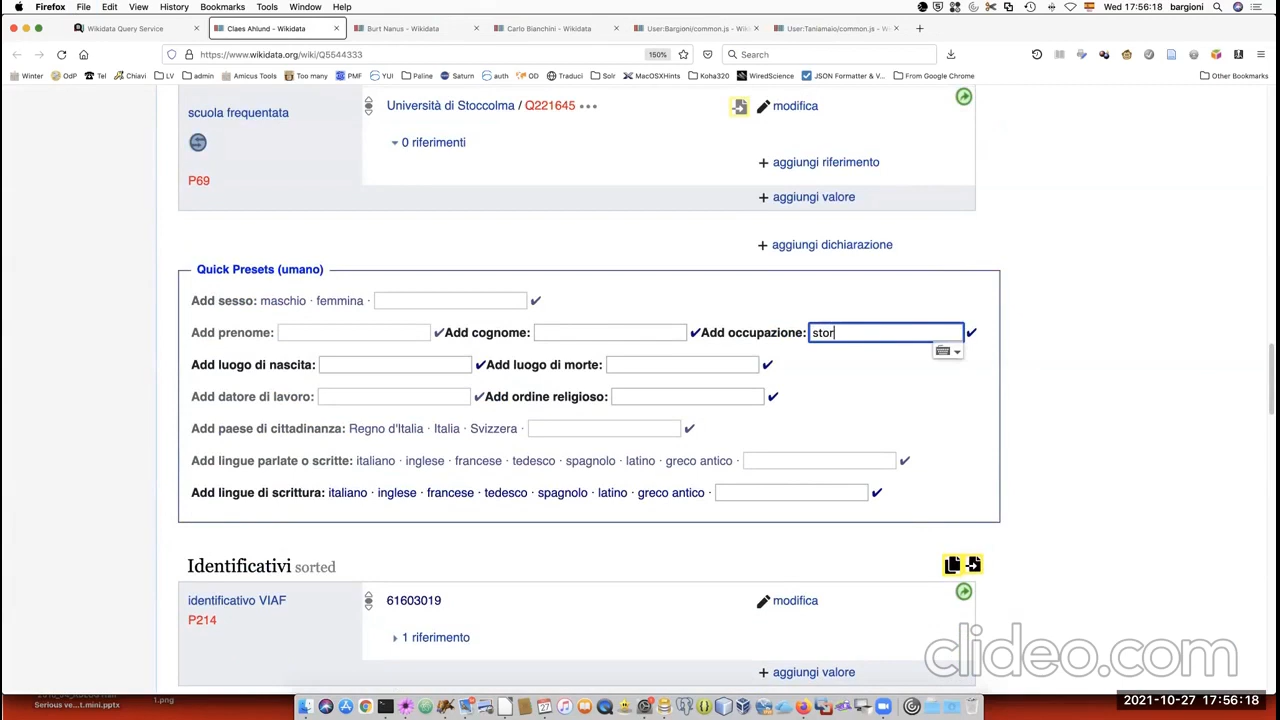 Firefox File Edit View History Bookmarks Tools Window Help Wed 17:56:18 bargioni
Wikidata Query Service Claes Ahlund - Wikidata Burt Nanus - Wikidata Carlo Bianchini - Wikidata User:Bargioni/common.js - Wiki User:Taniamaio/common.js - W
https://www.wikidata.org/wiki/Q5544333 150% Search
Winter OdP Tel Chiavi LV admin Amicus Tools Too many PMF YUI Paline Saturn auth OD Traduci Solr MacOSXHints Koha320 WiredScience JSON Formatter & V... From Google Chrome Other Bookmarks
scuola frequentata
P69
Università di Stoccolma / Q221645
modifica
0 riferimenti
+ aggiungi riferimento
+ aggiungi valore
+ aggiungi dichiarazione
Quick Presets (umano)
Add sesso: maschio · femmina · ✔
Add prenome: ✔Add cognome: ✔Add occupazione: stor ✔
Add luogo di nascita: ✔Add luogo di morte: ✔
Add datore di lavoro: ✔Add ordine religioso: ✔
Add paese di cittadinanza: Regno d'Italia · Italia · Svizzera · ✔
Add lingue parlate o scritte: italiano · inglese · francese · tedesco · spagnolo · latino · greco antico · ✔
Add lingue di scrittura: italiano · inglese · francese · tedesco · spagnolo · latino · greco antico · ✔
Identificativi sorted
identificativo VIAF
P214
61603019
modifica
1 riferimento
+ aggiungi valore
clideo.com
Serious ve...t.mini.pptx
1.png
2021-10-27 17:56:18